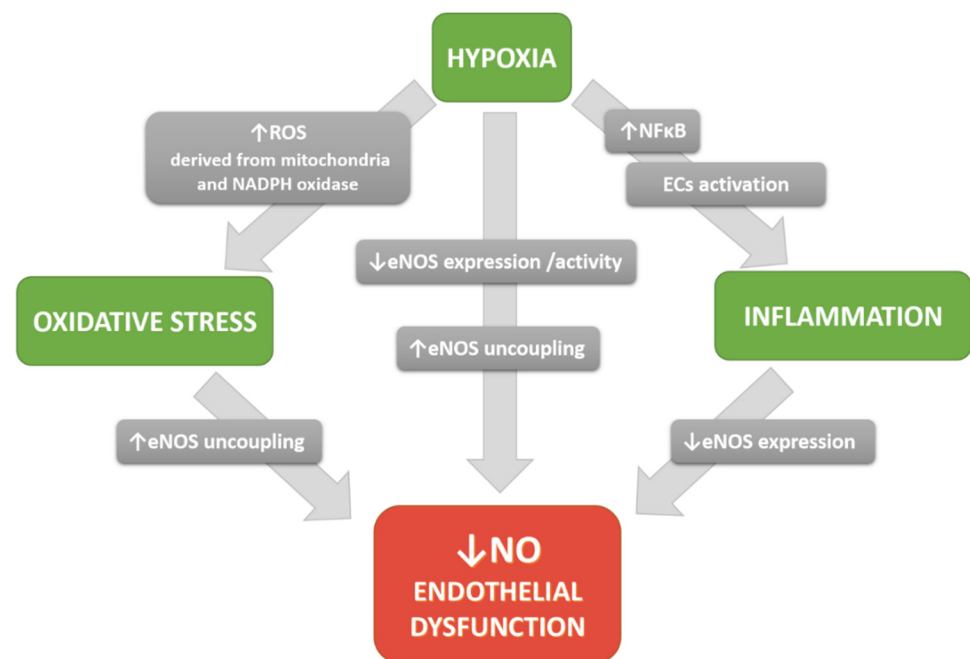 HYPOXIA
↑ROS
derived from mitochondria
and NADPH oxidase
↑NFκB
ECs activation
↓eNOS expression /activity
OXIDATIVE STRESS
INFLAMMATION
↑eNOS uncoupling
↑eNOS uncoupling
↓eNOS expression
↓NO
ENDOTHELIAL
DYSFUNCTION